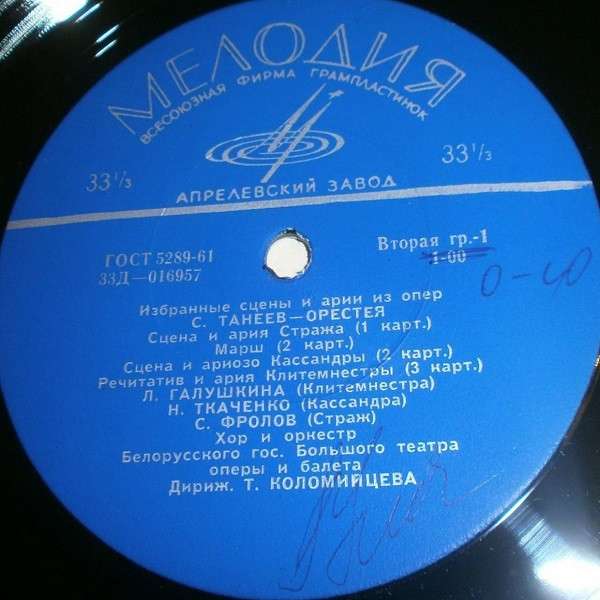 МЕЛОДИЯ
ВСЕСОЮЗНАЯ ФИРМА ГРАМПЛАСТИНОК
33 1/3
33 1/3
АПРЕЛЕВСКИЙ ЗАВОД
ГОСТ 5289-61
Вторая гр.-1
33Д—016957
1-00
0-40
Избранные сцены и арии из опер
С. ТАНЕЕВ—ОРЕСТЕЯ
Сцена и ария Стража (1 карт.)
Марш (2 карт.)
Сцена и ариозо Кассандры (2 карт.)
Речитатив и ария Клитемнестры (3 карт.)
Л. ГАЛУШКИНА (Клитемнестра)
Н. ТКАЧЕНКО (Кассандра)
С. ФРОЛОВ (Страж)
Хор и оркестр
Белорусского гос. Большого театра
оперы и балета
Дириж. Т. КОЛОМИЙЦЕВА